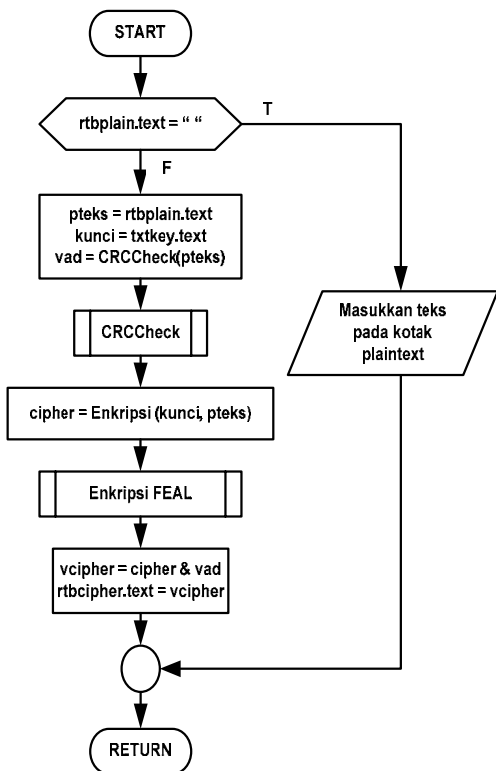 START
rtbplain.text = “ “
T
F
pteks = rtbplain.text
kunci = txtkey.text
vad = CRCCheck(pteks)
Masukkan teks
pada kotak
plaintext
CRCCheck
cipher = Enkripsi (kunci, pteks)
Enkripsi FEAL
vcipher = cipher & vad
rtbcipher.text = vcipher
RETURN